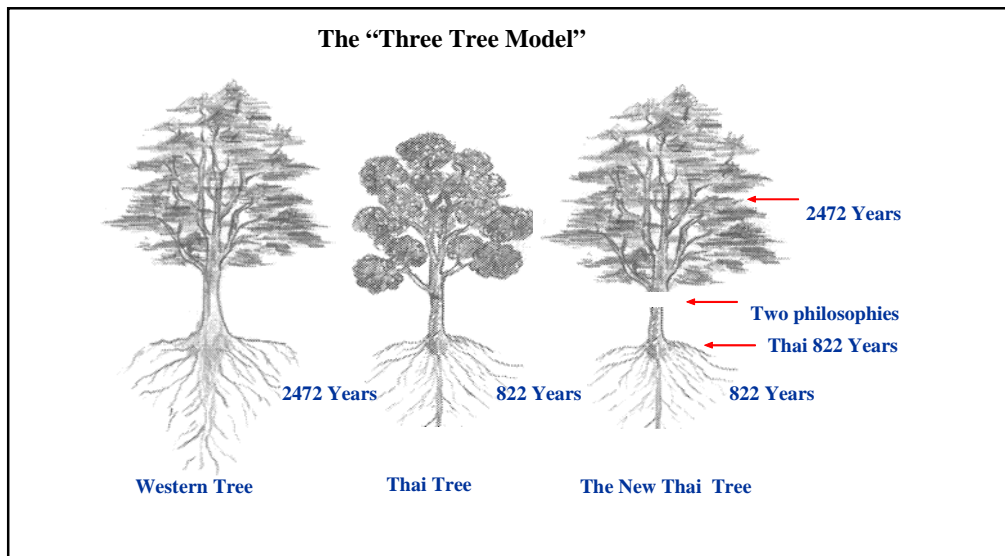 The “Three Tree Model”
2472 Years
Two philosophies
Thai 822 Years
2472 Years
822 Years
822 Years
Western Tree
Thai Tree
The New Thai Tree